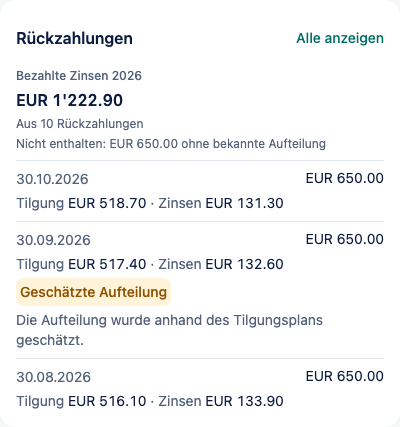 Rückzahlungen
Alle anzeigen
Bezahlte Zinsen 2026
EUR 1'222.90
Aus 10 Rückzahlungen
Nicht enthalten: EUR 650.00 ohne bekannte Aufteilung
30.10.2026 EUR 650.00
Tilgung EUR 518.70 · Zinsen EUR 131.30
30.09.2026 EUR 650.00
Tilgung EUR 517.40 · Zinsen EUR 132.60
Geschätzte Aufteilung
Die Aufteilung wurde anhand des Tilgungsplans
geschätzt.
30.08.2026 EUR 650.00
Tilgung EUR 516.10 · Zinsen EUR 133.90